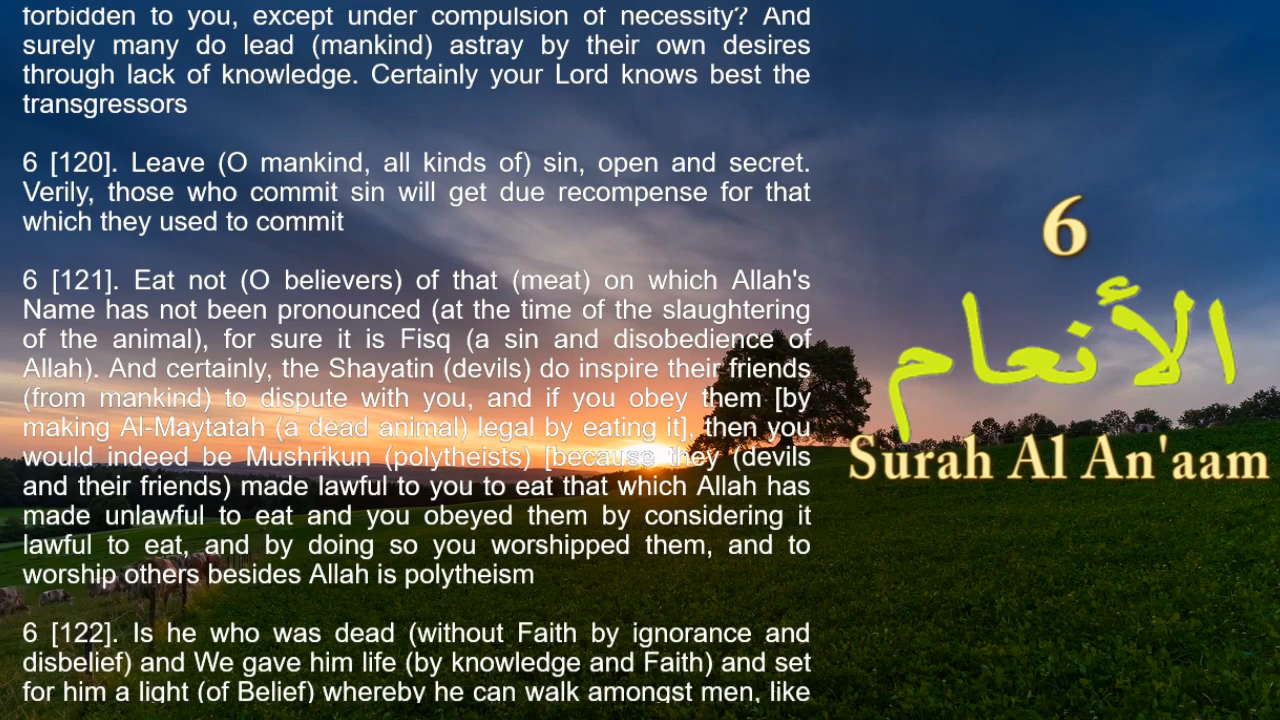 forbidden to you, except under compulsion of necessity? And
surely many do lead (mankind) astray by their own desires
through lack of knowledge. Certainly your Lord knows best the
transgressors
6 [120]. Leave (O mankind, all kinds of) sin, open and secret.
Verily, those who commit sin will get due recompense for that
which they used to commit
6 [121]. Eat not (O believers) of that (meat) on which Allah's
Name has not been pronounced (at the time of the slaughtering
of the animal), for sure it is Fisq (a sin and disobedience of
Allah). And certainly, the Shayatin (devils) do inspire their friends
(from mankind) to dispute with you, and if you obey them [by
making Al-Maytatah (a dead animal) legal by eating it], then you
would indeed be Mushrikun (polytheists) [because they (devils
and their friends) made lawful to you to eat that which Allah has
made unlawful to eat and you obeyed them by considering it
lawful to eat, and by doing so you worshipped them, and to
worship others besides Allah is polytheism
6 [122]. Is he who was dead (without Faith by ignorance and
disbelief) and We gave him life (by knowledge and Faith) and set
for him a light (of Belief) whereby he can walk amongst men, like
6
الأنعام
Surah Al An'aam